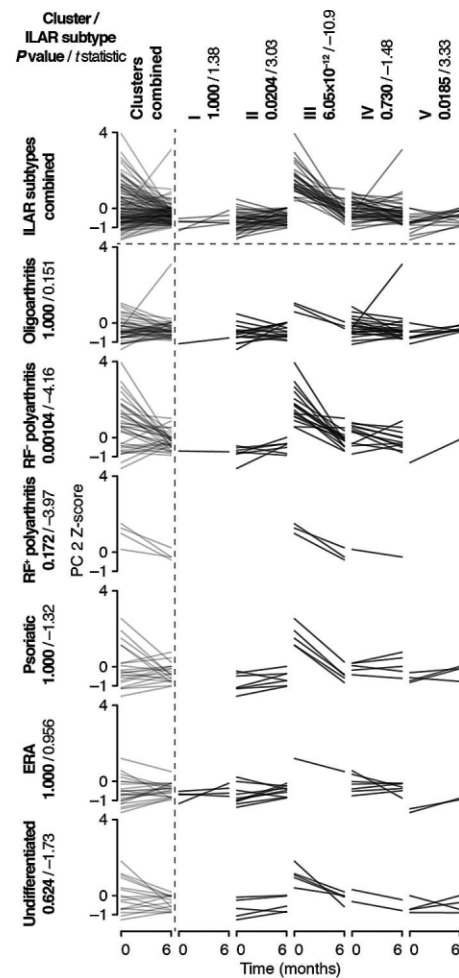 Cluster /
ILAR subtype
P value / t statistic
Clusters
combined
I
1.000 / 1.38
II
0.0204 / 3.03
III
6.05×10⁻¹² / −10.9
IV
0.730 / −1.48
V
0.0185 / 3.33
ILAR subtypes
combined
4
0
−1
Oligoarthritis
1.000 / 0.151
4
0
−1
RF⁻ polyarthritis
0.00104 / −4.16
4
0
−1
RF⁺ polyarthritis
0.172 / −3.97
PC 2 Z-score
4
0
−1
Psoriatic
1.000 / −1.32
4
0
−1
ERA
1.000 / 0.956
4
0
−1
Undifferentiated
0.624 / −1.73
4
0
−1
0 6 0 6 0 6 0 6 0 6 0 6
Time (months)